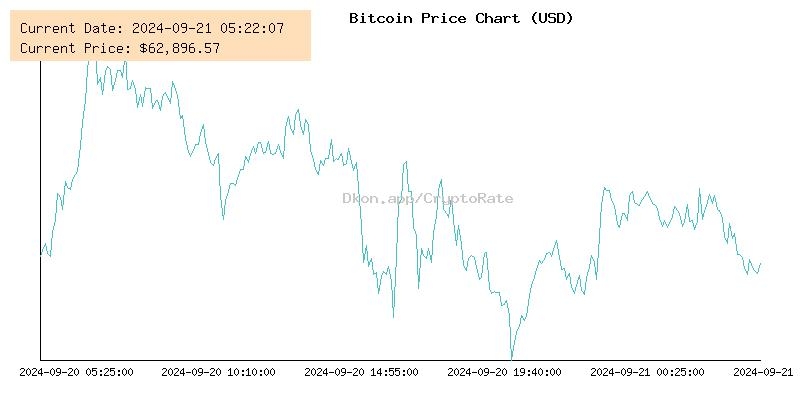 Bitcoin Price Chart (USD)
Current Date: 2024-09-21 05:22:07
Current Price: $62,896.57
Dkon.app/CryptoRate
2024-09-20 05:25:00 2024-09-20 10:10:00 2024-09-20 14:55:00 2024-09-20 19:40:00 2024-09-21 00:25:00 2024-09-21